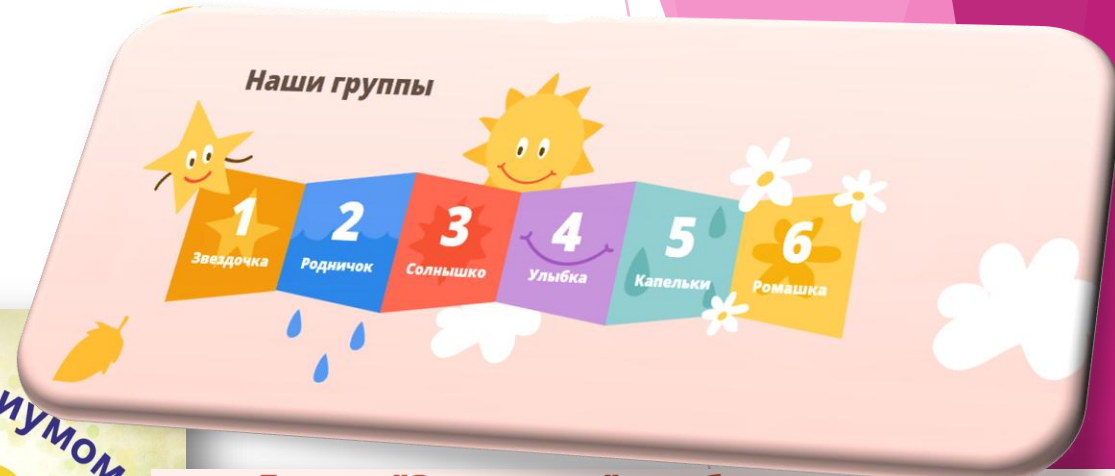 Наши группы
1
Звездочка
2
Родничок
3
Солнышко
4
Улыбка
5
Капельки
6
Ромашка